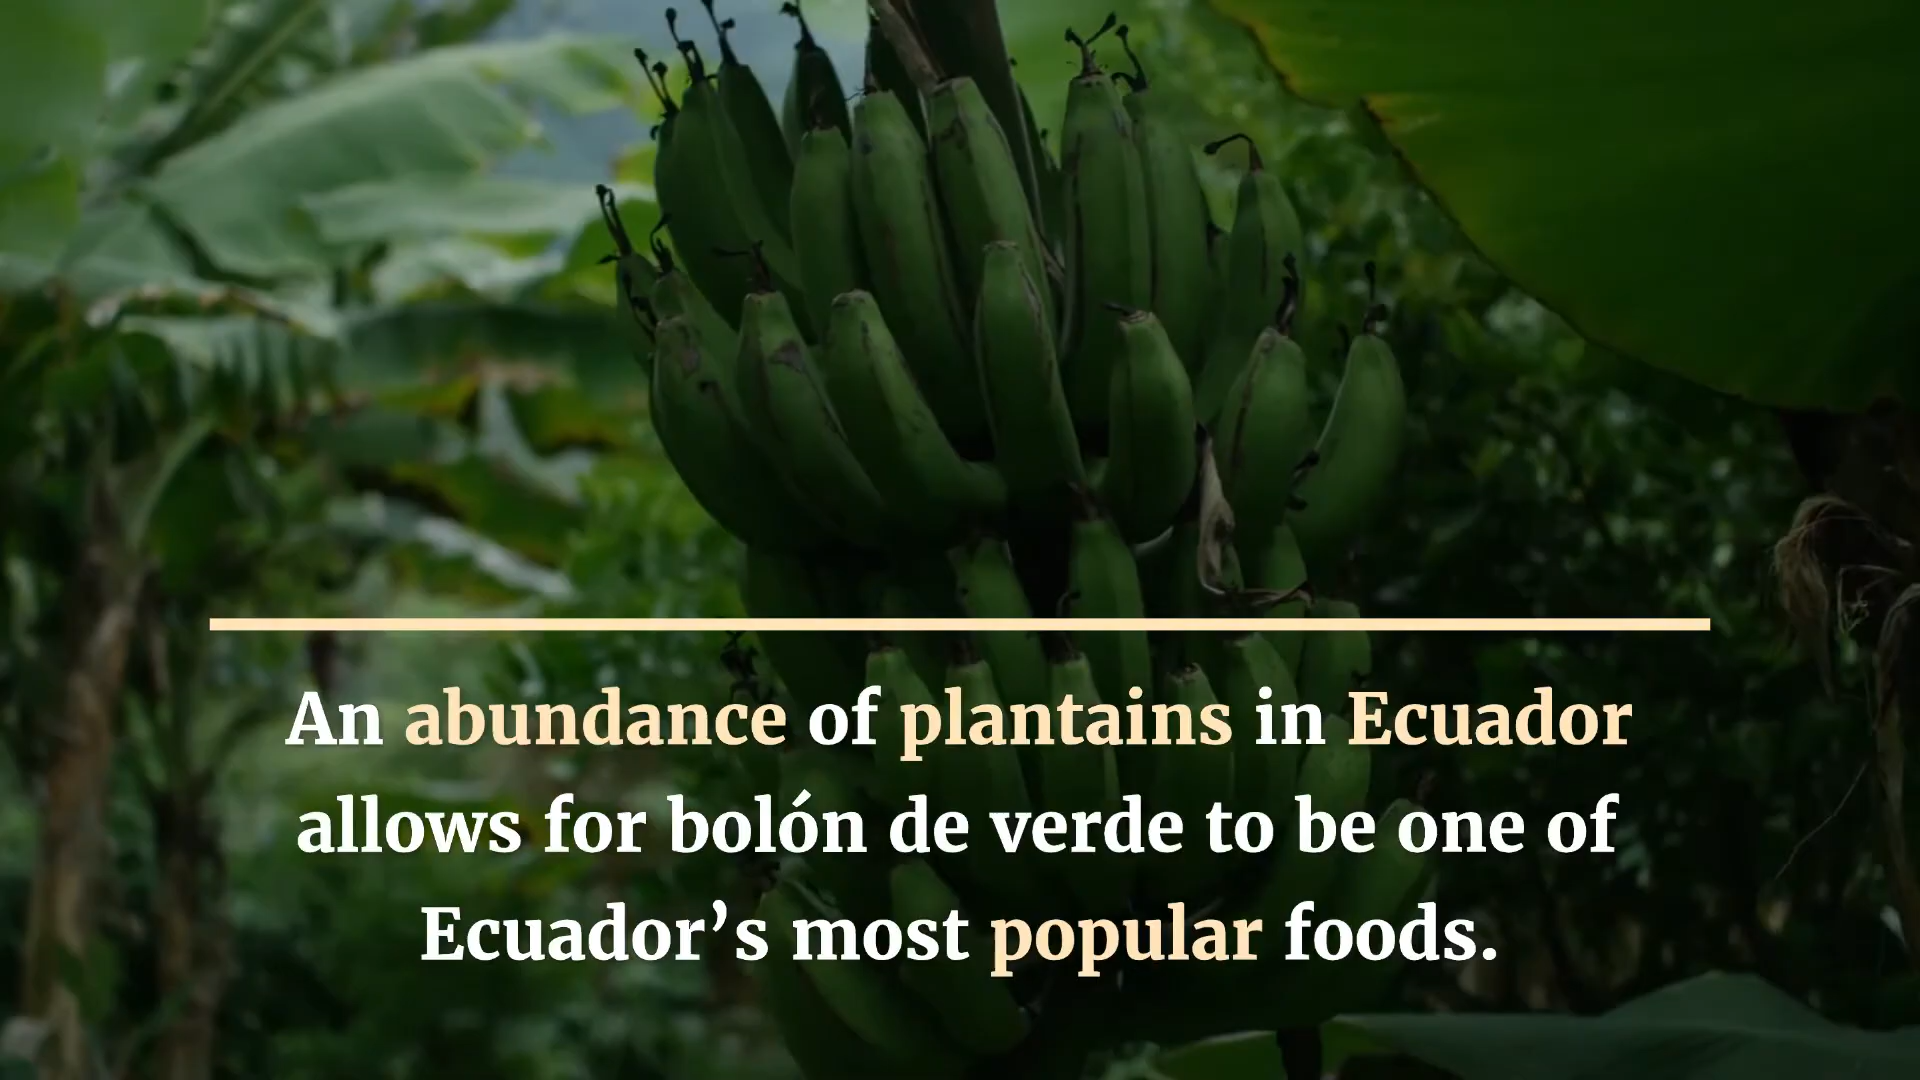 An abundance of plantains in Ecuador
allows for bolón de verde to be one of
Ecuador’s most popular foods.